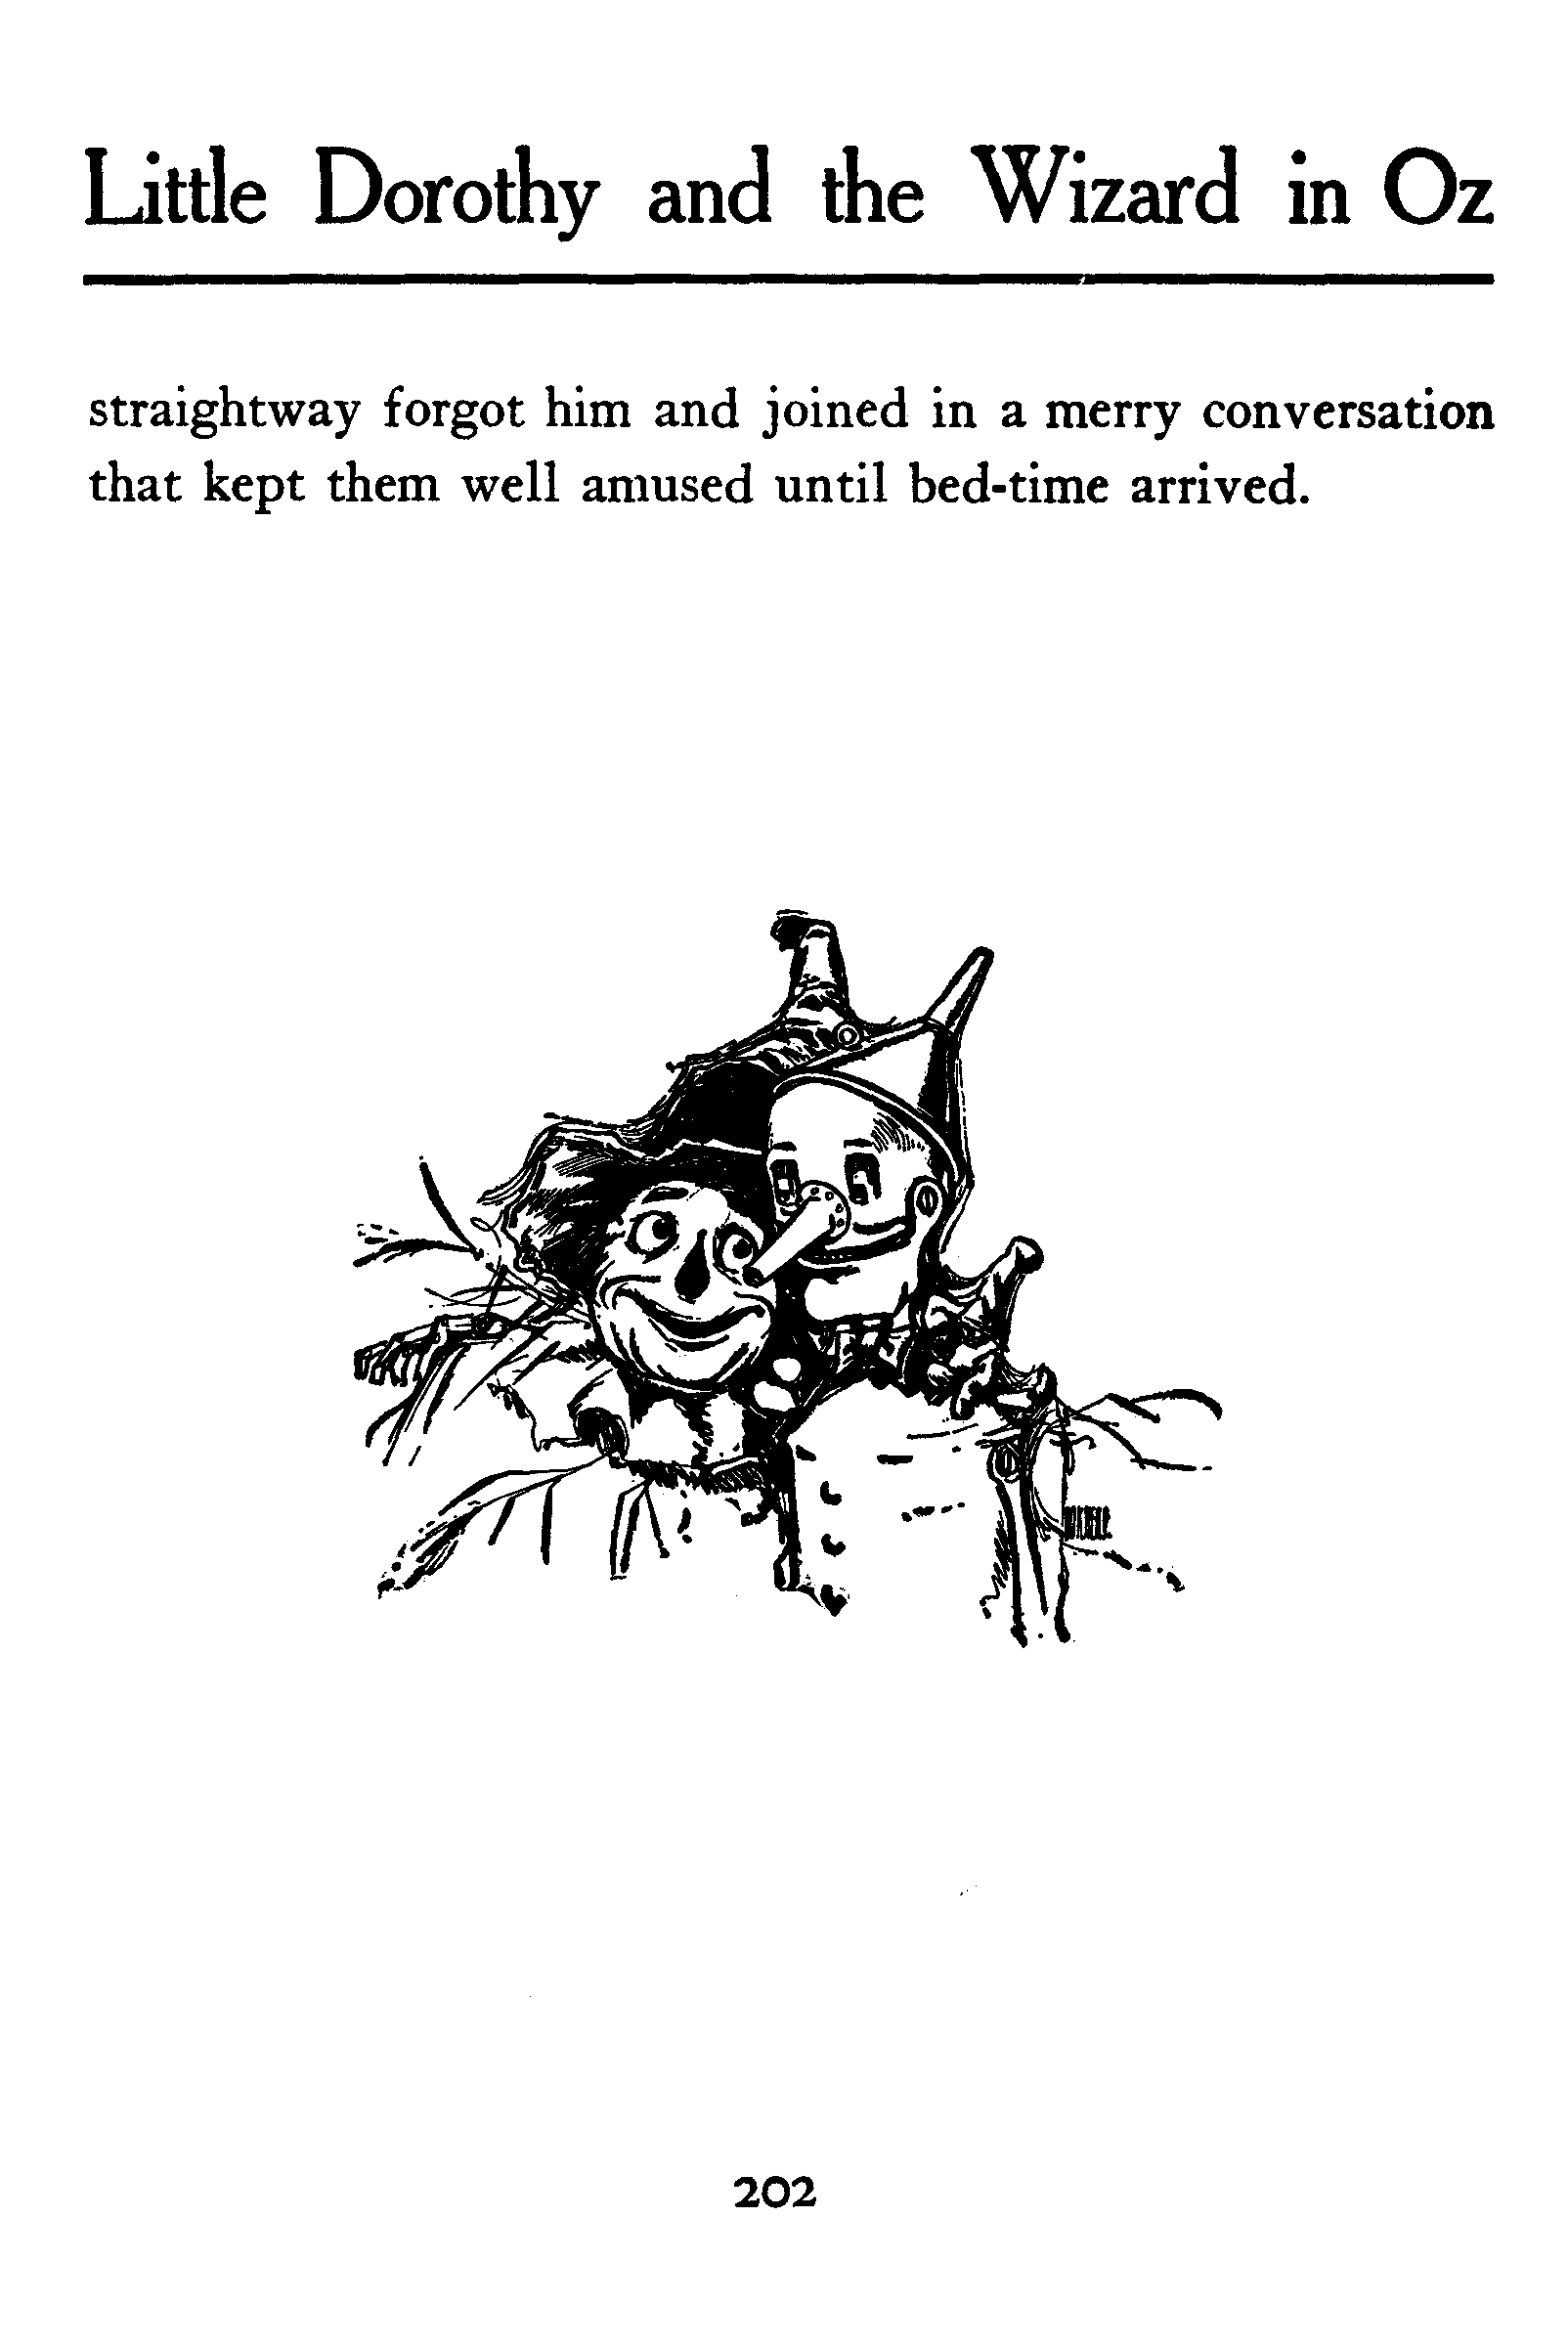 Little Dorothy and the Wizard in Oz
straightway forgot him and joined in a merry conversation
that kept them well amused until bed-time arrived.
202